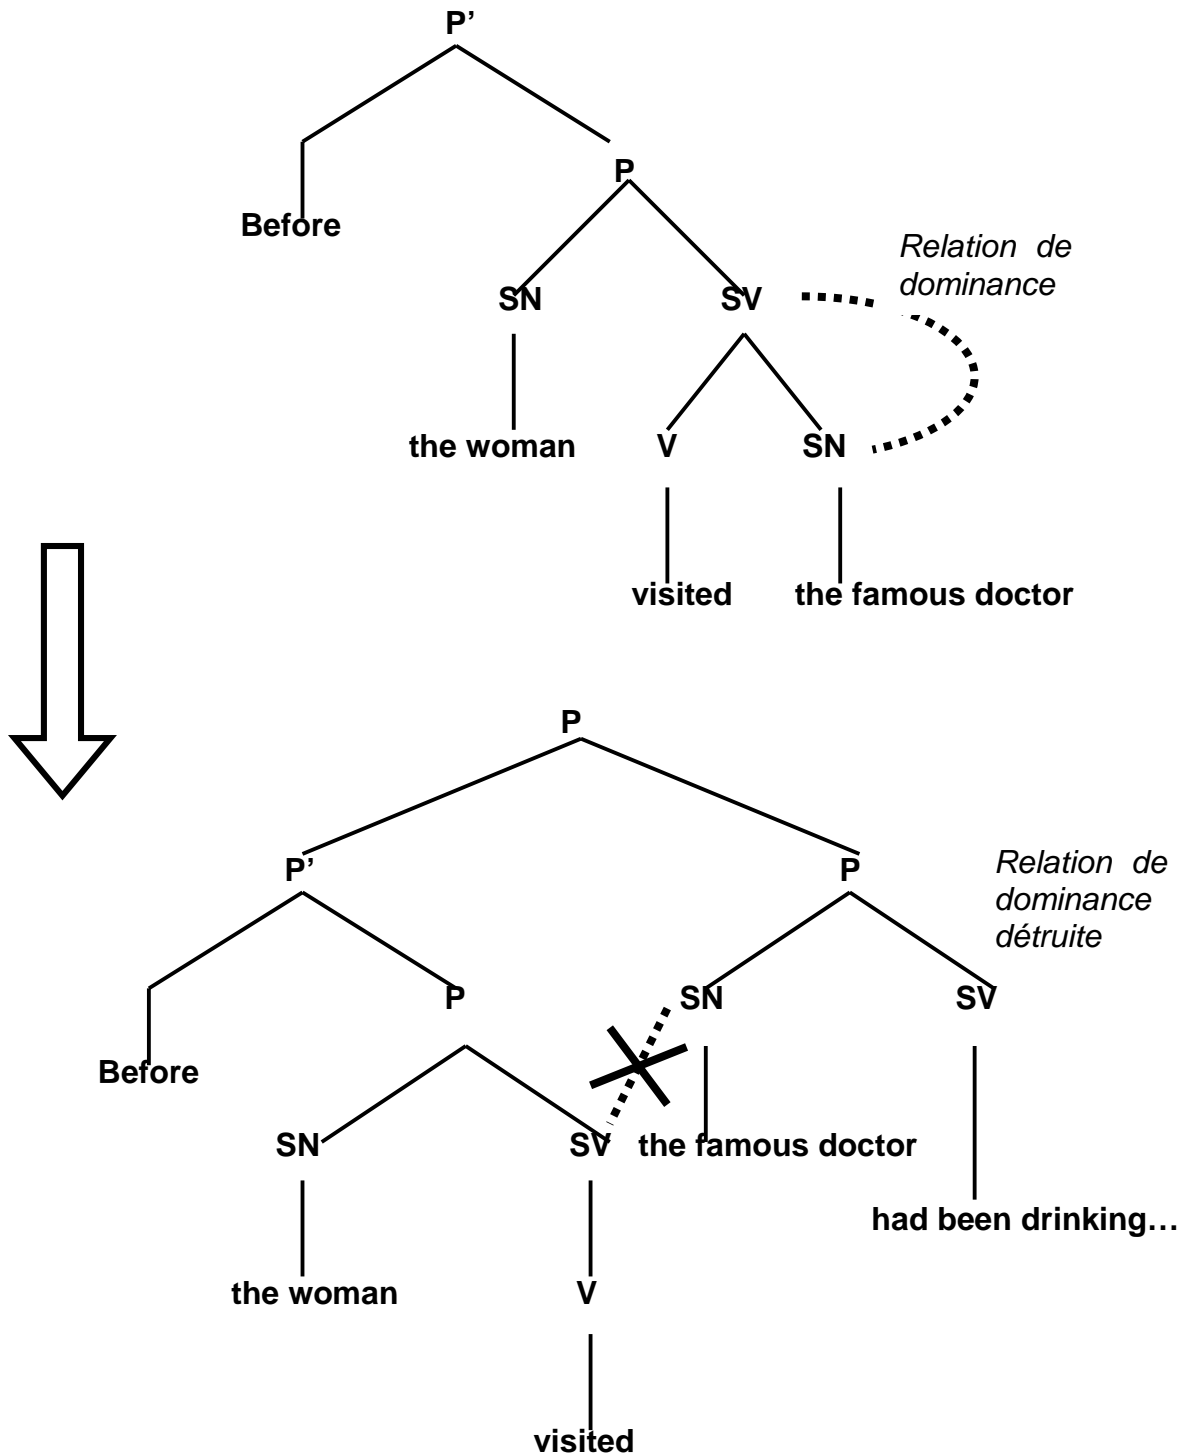 P’
P
Before
Relation de
dominance
SN
SV
the woman
V
SN
visited
the famous doctor
P
P’
P
Relation de
dominance
détruite
P
SN
SV
Before
SN
SV
the famous doctor
had been drinking…
the woman
V
visited